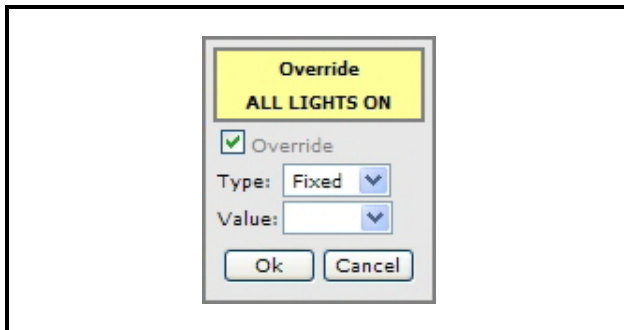 Override
ALL LIGHTS ON
Override
Type: Fixed
Value:
Ok Cancel